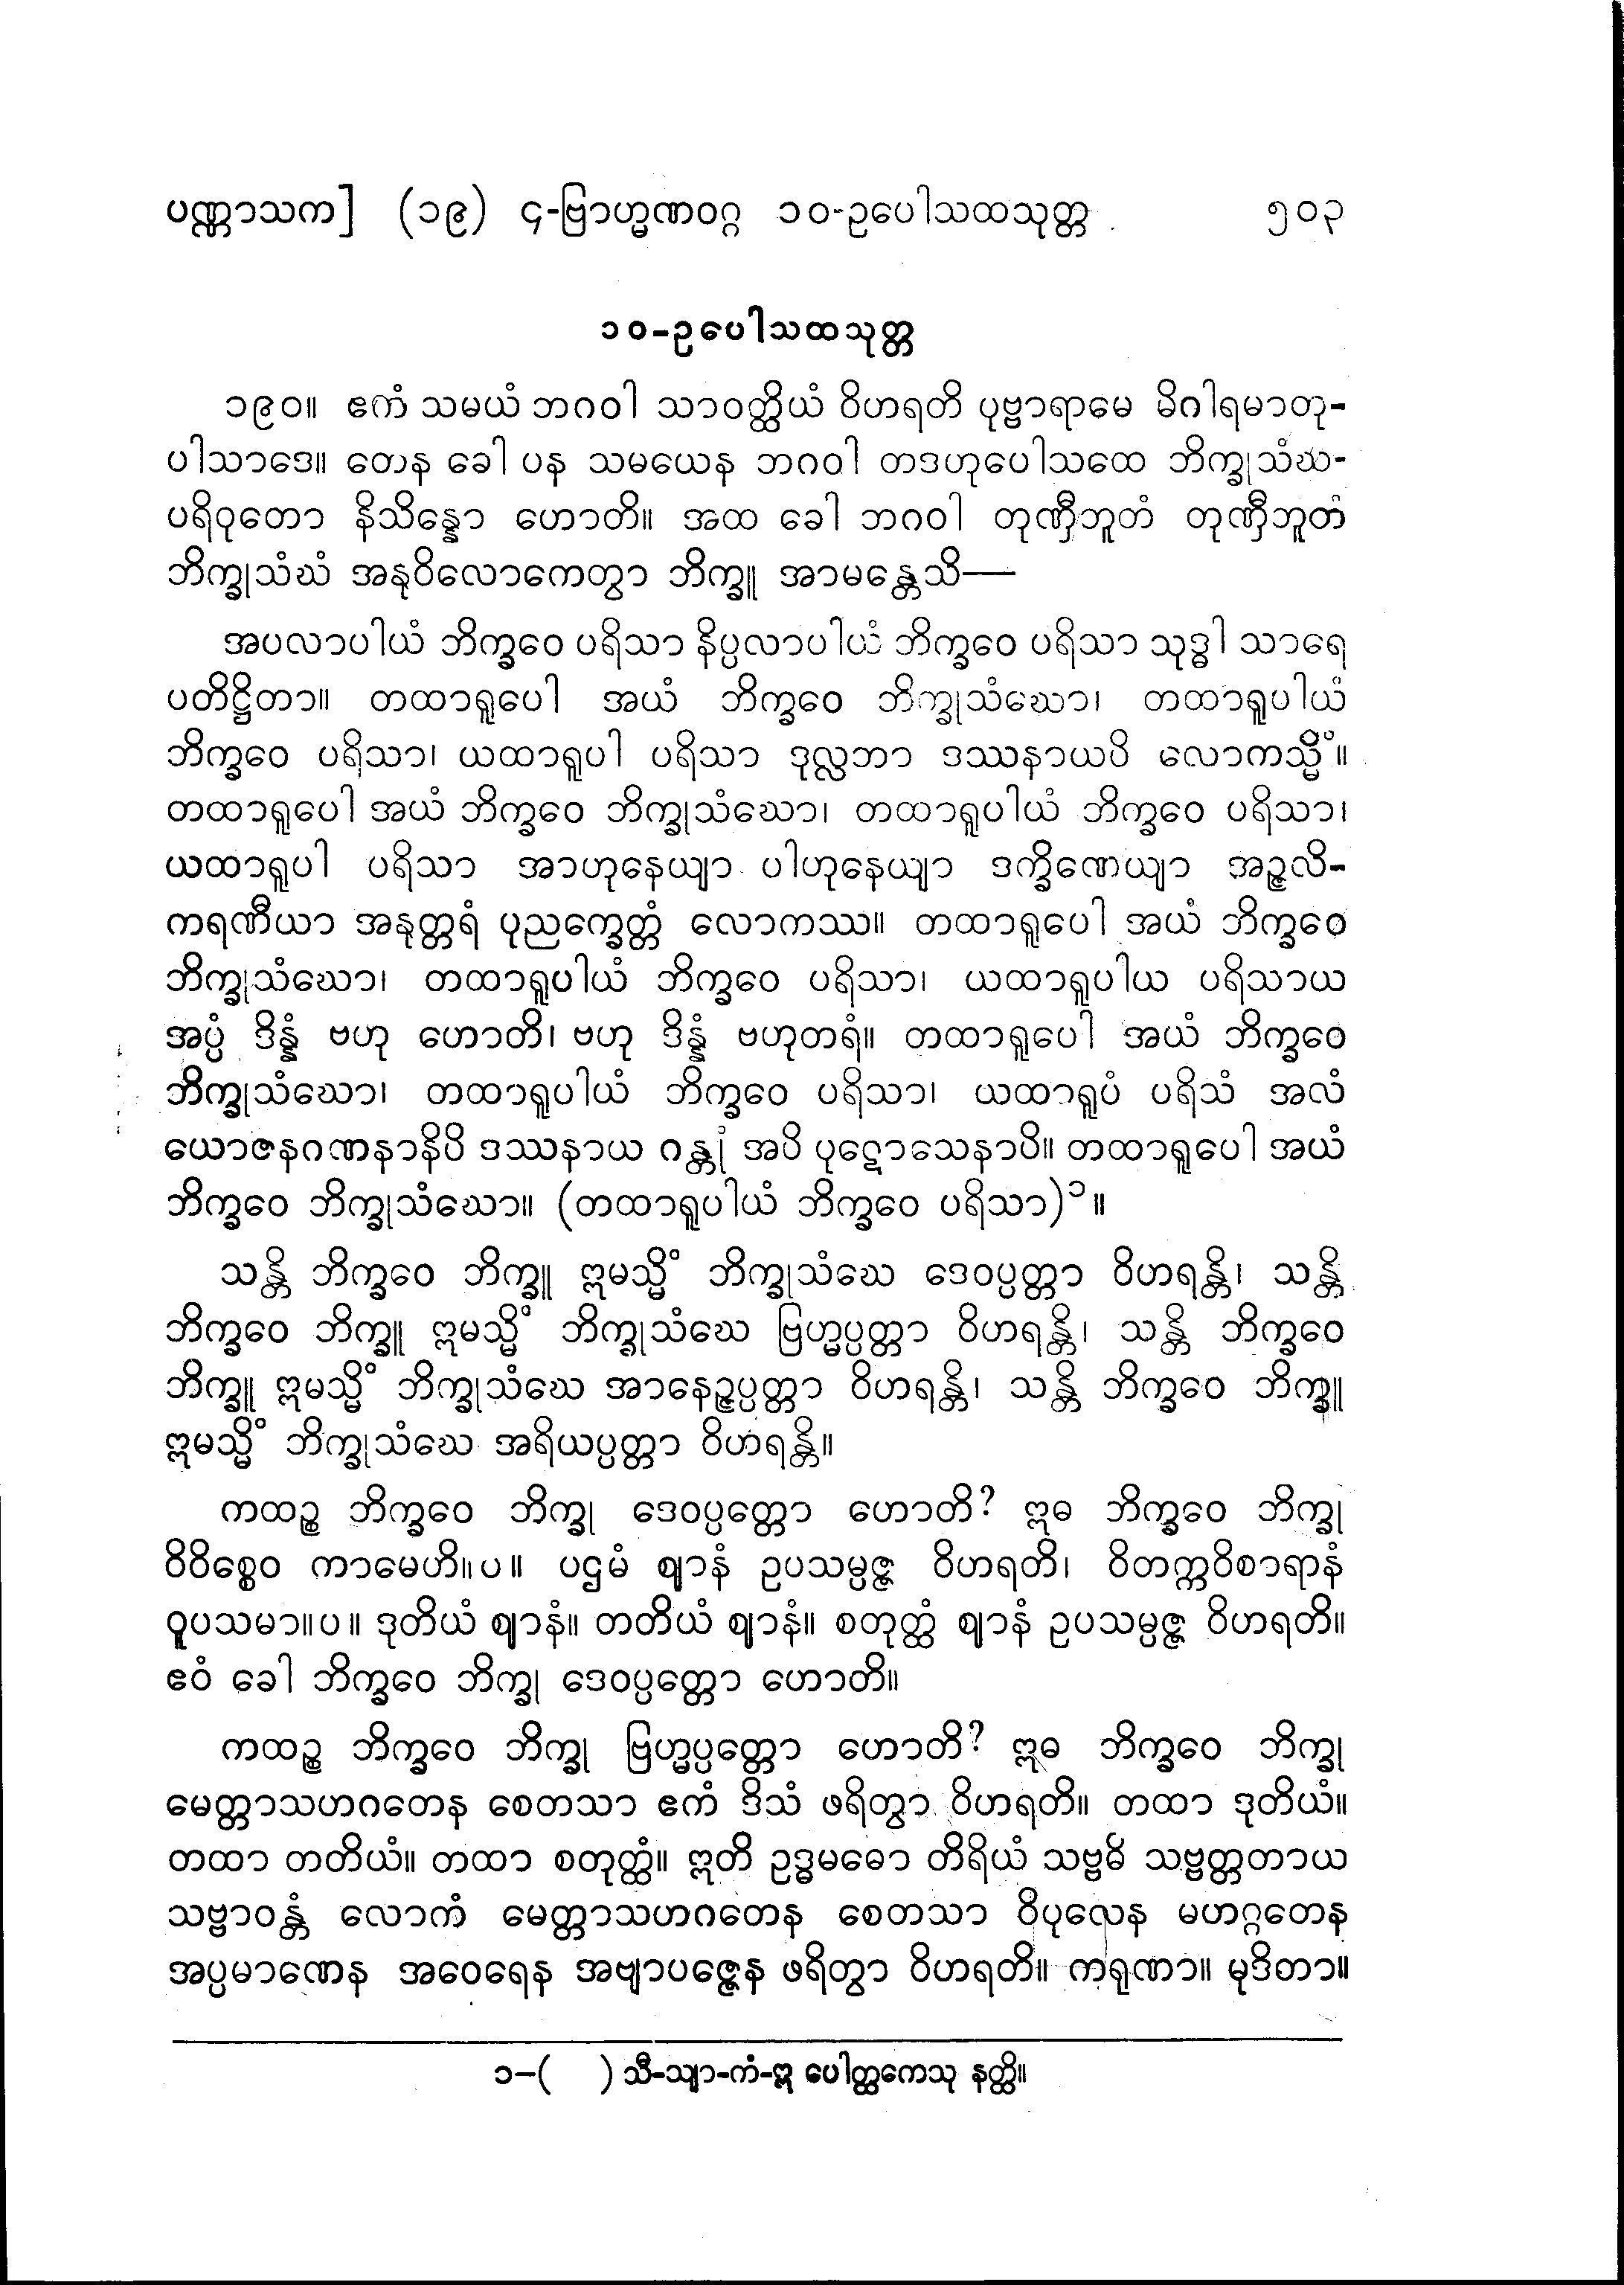 ပဏ္ဏာသက] (၁၉) ၄-ဗြာဟ္မဏဝဂ္ဂ ၁၀-ဥပေါသထသုတ္တ ၅၀၃
၁၀-ဥပေါသထသုတ္တ
၁၉၀။ ဧကံ သမယံ ဘဂဝါ သာဝတ္ထိယံ ဝိဟရတိ ပုဗ္ဗာရာမေ မိဂါရမာတု-
ပါသာဒေ။ တေန ခေါ ပန သမယေန ဘဂဝါ တဒဟုပေါသထေ ဘိက္ခုသံဃ-
ပရိဝုတော နိသိန္နော ဟောတိ။ အထ ခေါ ဘဂဝါ တုဏှီဘူတံ တုဏှီဘူတံ
ဘိက္ခုသံဃံ အနုဝိလောကေတွာ ဘိက္ခူ အာမန္တေသိ—
အပလာပါယံ ဘိက္ခဝေ ပရိသာ နိပ္ပလာပါယံ ဘိက္ခဝေ ပရိသာ သုဒ္ဓါ သာရေ
ပတိဋ္ဌိတာ။ တထာရူပေါ အယံ ဘိက္ခဝေ ဘိက္ခုသံဃော၊ တထာရူပါယံ
ဘိက္ခဝေ ပရိသာ၊ ယထာရူပါ ပရိသာ ဒုလ္လဘာ ဒဿနာယပိ လောကသ္မိံ။
တထာရူပေါ အယံ ဘိက္ခဝေ ဘိက္ခုသံဃော၊ တထာရူပါယံ ဘိက္ခဝေ ပရိသာ၊
ယထာရူပါ ပရိသာ အာဟုနေယျာ ပါဟုနေယျာ ဒက္ခိဏေယျာ အဉ္ဇလိ-
ကရဏီယာ အနုတ္တရံ ပုညက္ခေတ္တံ လောကဿ။ တထာရူပေါ အယံ ဘိက္ခဝေ
ဘိက္ခုသံဃော၊ တထာရူပါယံ ဘိက္ခဝေ ပရိသာ၊ ယထာရူပါယ ပရိသာယ
အပ္ပံ ဒိန္နံ ဗဟု ဟောတိ၊ ဗဟု ဒိန္နံ ဗဟုတရံ။ တထာရူပေါ အယံ ဘိက္ခဝေ
ဘိက္ခုသံဃော၊ တထာရူပါယံ ဘိက္ခဝေ ပရိသာ၊ ယထာရူပံ ပရိသံ အလံ
ယောဇနဂဏနာနိပိ ဒဿနာယ ဂန္တုံ အပိ ပုဋောသေနာပိ။ တထာရူပေါ အယံ
ဘိက္ခဝေ ဘိက္ခုသံဃော။ (တထာရူပါယံ ဘိက္ခဝေ ပရိသာ)၁။
သန္တိ ဘိက္ခဝေ ဘိက္ခူ ဣမသ္မိံ ဘိက္ခုသံဃေ ဒေဝပ္ပတ္တာ ဝိဟရန္တိ၊ သန္တိ
ဘိက္ခဝေ ဘိက္ခူ ဣမသ္မိံ ဘိက္ခုသံဃေ ဗြဟ္မပ္ပတ္တာ ဝိဟရန္တိ၊ သန္တိ ဘိက္ခဝေ
ဘိက္ခူ ဣမသ္မိံ ဘိက္ခုသံဃေ အာနေဉ္ဇပ္ပတ္တာ ဝိဟရန္တိ၊ သန္တိ ဘိက္ခဝေ ဘိက္ခူ
ဣမသ္မိံ ဘိက္ခုသံဃေ အရိယပ္ပတ္တာ ဝိဟရန္တိ။
ကထဉ္စ ဘိက္ခဝေ ဘိက္ခု ဒေဝပ္ပတ္တော ဟောတိ? ဣဓ ဘိက္ခဝေ ဘိက္ခု
ဝိဝိစ္စေဝ ကာမေဟိ။ပ။ ပဌမံ ဈာနံ ဥပသမ္ပဇ္ဇ ဝိဟရတိ၊ ဝိတက္ကဝိစာရာနံ
ဝူပသမာ။ပ။ ဒုတိယံ ဈာနံ။ တတိယံ ဈာနံ။ စတုတ္ထံ ဈာနံ ဥပသမ္ပဇ္ဇ ဝိဟရတိ။
ဧဝံ ခေါ ဘိက္ခဝေ ဘိက္ခု ဒေဝပ္ပတ္တော ဟောတိ။
ကထဉ္စ ဘိက္ခဝေ ဘိက္ခု ဗြဟ္မပ္ပတ္တော ဟောတိ? ဣဓ ဘိက္ခဝေ ဘိက္ခု
မေတ္တာသဟဂတေန စေတသာ ဧကံ ဒိသံ ဖရိတွာ ဝိဟရတိ။ တထာ ဒုတိယံ။
တထာ တတိယံ။ တထာ စတုတ္ထံ။ ဣတိ ဥဒ္ဓမဓော တိရိယံ သဗ္ဗဓိ သဗ္ဗတ္တတာယ
သဗ္ဗာဝန္တံ လောကံ မေတ္တာသဟဂတေန စေတသာ ဝိပုလေန မဟဂ္ဂတေန
အပ္ပမာဏေန အဝေရေန အဗျာပဇ္ဇေန ဖရိတွာ ဝိဟရတိ။ ကရုဏာ။ မုဒိတာ။
၁–( ) သီ-သျာ-ကံ-ဣ ပေါတ္ထကေသု နတ္ထိ။